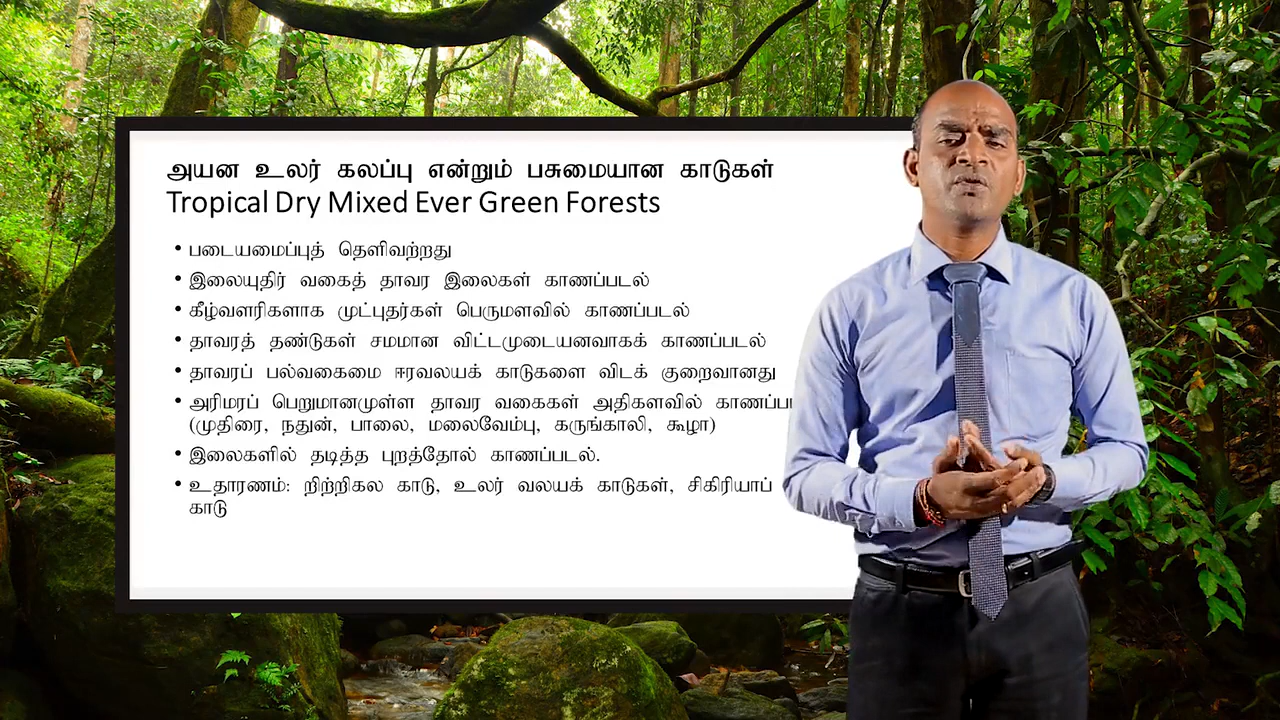 அயன உலர் கலப்பு என்றும் பசுமையான காடுகள்
Tropical Dry Mixed Ever Green Forests
• படையமைப்புத் தெளிவற்றது
• இலையுதிர் வகைத் தாவர இலைகள் காணப்படல்
• கீழ்வளரிகளாக முட்புதர்கள் பெருமளவில் காணப்படல்
• தாவரத் தண்டுகள் சமமான விட்டமுடையனவாகக் காணப்படல்
• தாவரப் பல்வகைமை ஈரவலயக் காடுகளை விடக் குறைவானது
• அரிமரப் பெறுமானமுள்ள தாவர வகைகள் அதிகளவில்
(முதிரை, நதுன், பாலை, மலைவேம்பு, கருங்காலி, கூழா)
• இலைகளில் தடித்த புறத்தோல் காணப்படல்.
• உதாரணம்: றிற்றிகல காடு, உலர் வலயக் காடுகள், சிகிரியாப்
காடு